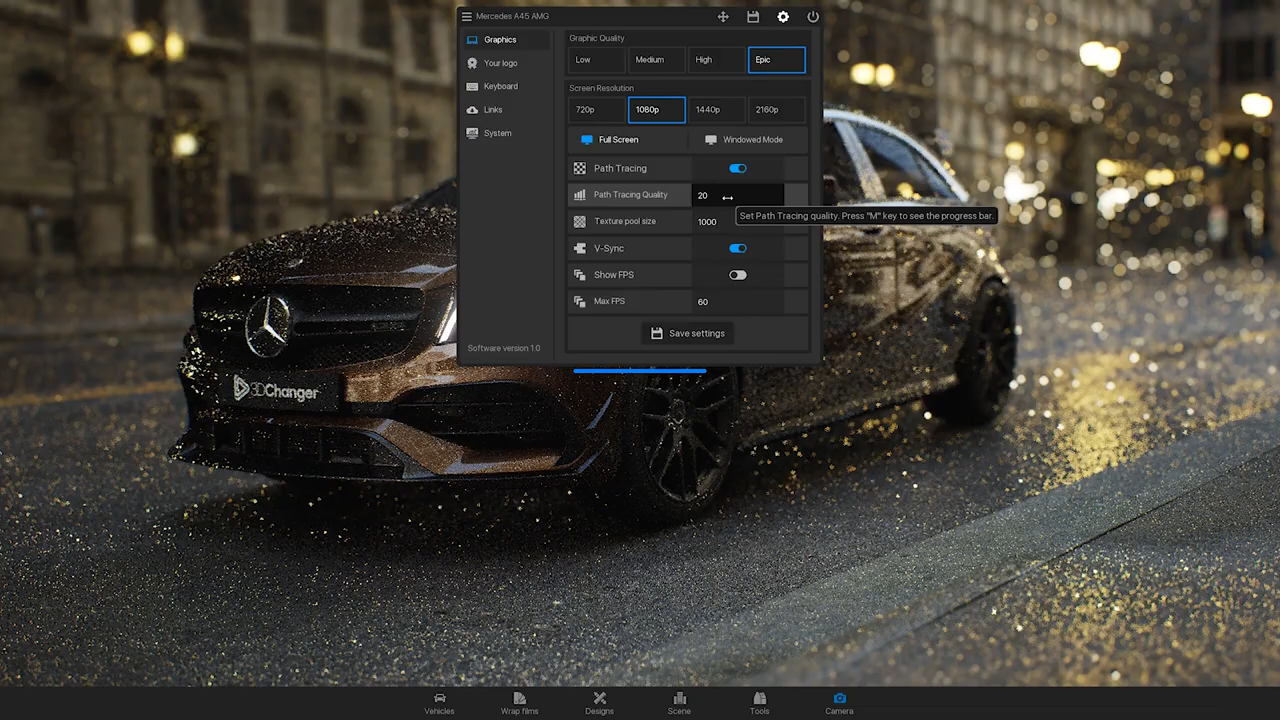 Mercedes A45 AMG
Graphics
Your logo
Keyboard
Links
System
Software version 1.0
Graphic Quality
Low
Medium
High
Epic
Screen Resolution
720p
1080p
1440p
2160p
Full Screen
Windowed Mode
Path Tracing
Path Tracing Quality
20
Set Path Tracing quality. Press "M" key to see the progress bar.
Texture pool size
1000
V-Sync
Show FPS
Max FPS
60
Save settings
3DChanger
Vehicles
Wrap films
Designs
Scene
Tools
Camera